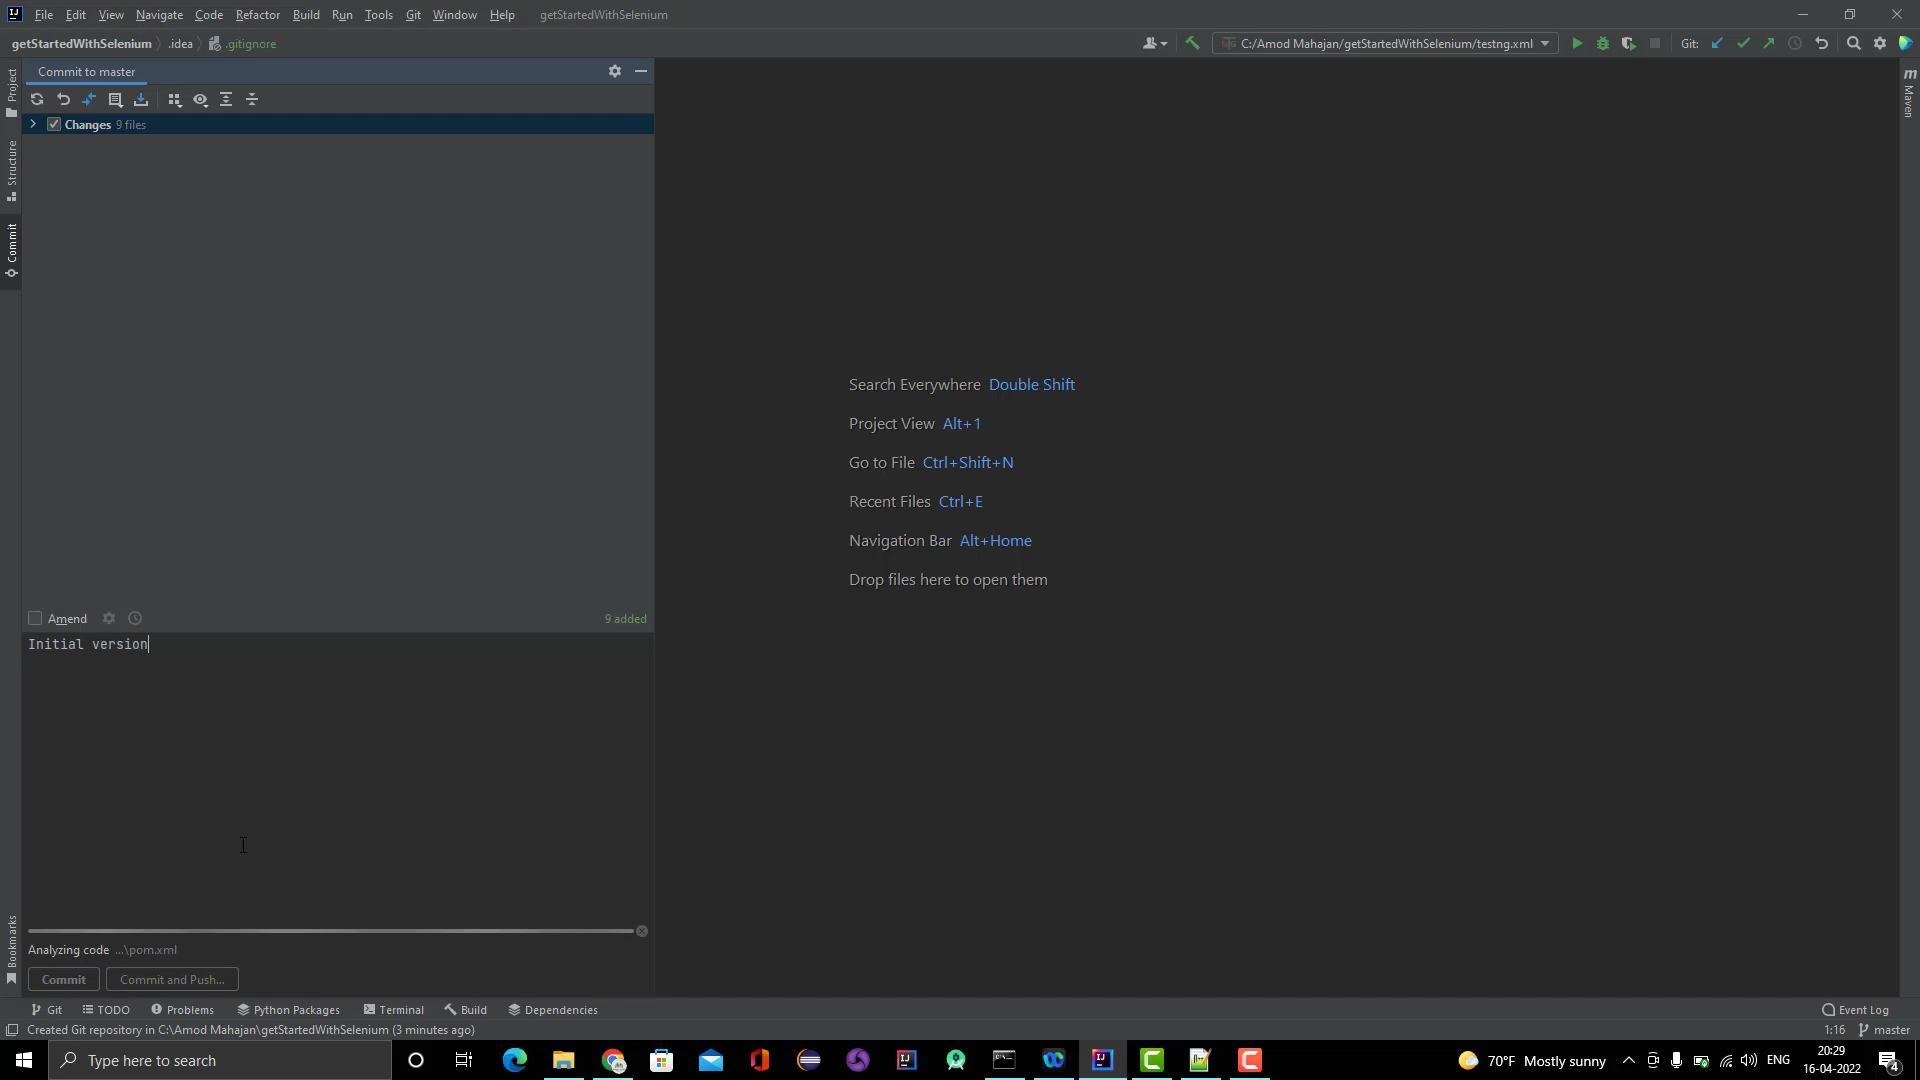 File Edit View Navigate Code Refactor Build Run Tools Git Window Help getStartedWithSelenium
getStartedWithSelenium .idea .gitignore
C:/Amod Mahajan/getStartedWithSelenium/testng.xml
Git:
Commit to master
Project
Structure
Commit
Bookmarks
Maven
Changes 9 files
Search Everywhere Double Shift
Project View Alt+1
Go to File Ctrl+Shift+N
Recent Files Ctrl+E
Navigation Bar Alt+Home
Drop files here to open them
Amend
9 added
Initial version
Analyzing code ...\pom.xml
Commit
Commit and Push...
Git TODO Problems Python Packages Terminal Build Dependencies
Event Log
Created Git repository in C:\Amod Mahajan\getStartedWithSelenium (3 minutes ago)
1:16 master
Type here to search
70°F Mostly sunny
ENG
20:29
16-04-2022
4